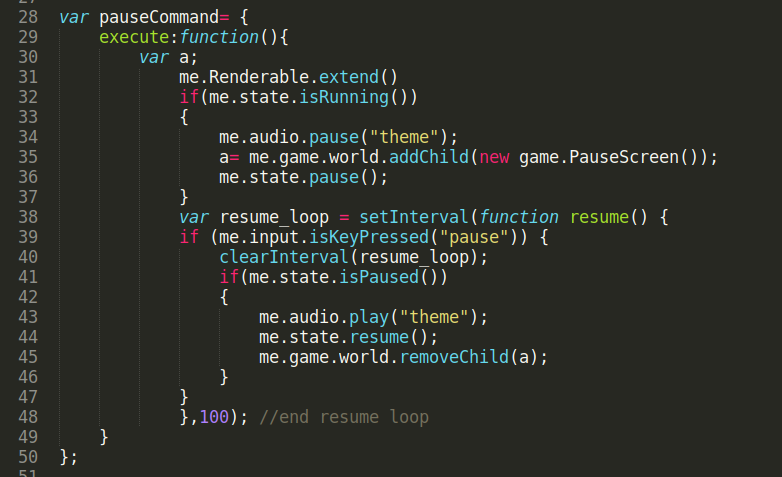 28 var pauseCommand= {
29 execute:function(){
30 var a;
31 me.Renderable.extend()
32 if(me.state.isRunning())
33 {
34 me.audio.pause("theme");
35 a= me.game.world.addChild(new game.PauseScreen());
36 me.state.pause();
37 }
38 var resume_loop = setInterval(function resume() {
39 if (me.input.isKeyPressed("pause")) {
40 clearInterval(resume_loop);
41 if(me.state.isPaused())
42 {
43 me.audio.play("theme");
44 me.state.resume();
45 me.game.world.removeChild(a);
46 }
47 }
48 },100); //end resume loop
49 }
50 };